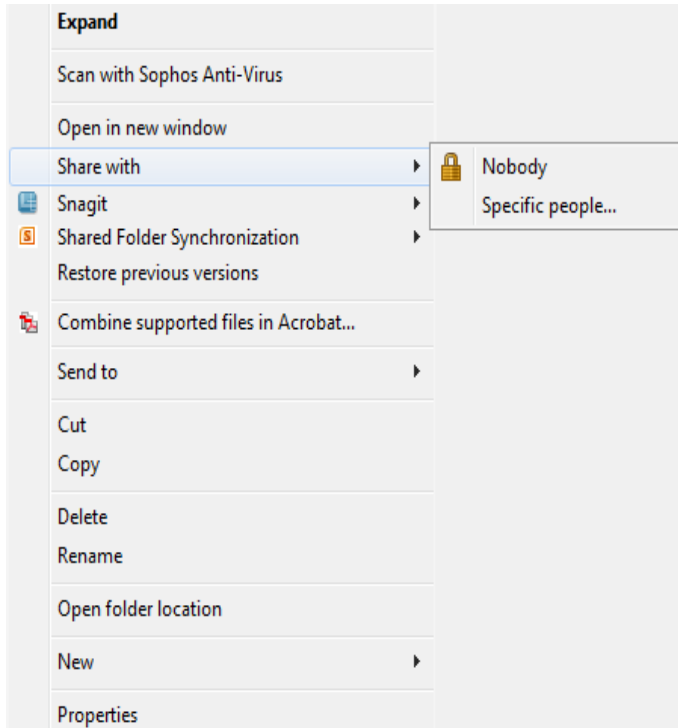 Expand
Scan with Sophos Anti-Virus
Open in new window
Share with
Nobody
Specific people...
Snagit
Shared Folder Synchronization
Restore previous versions
Combine supported files in Acrobat...
Send to
Cut
Copy
Delete
Rename
Open folder location
New
Properties